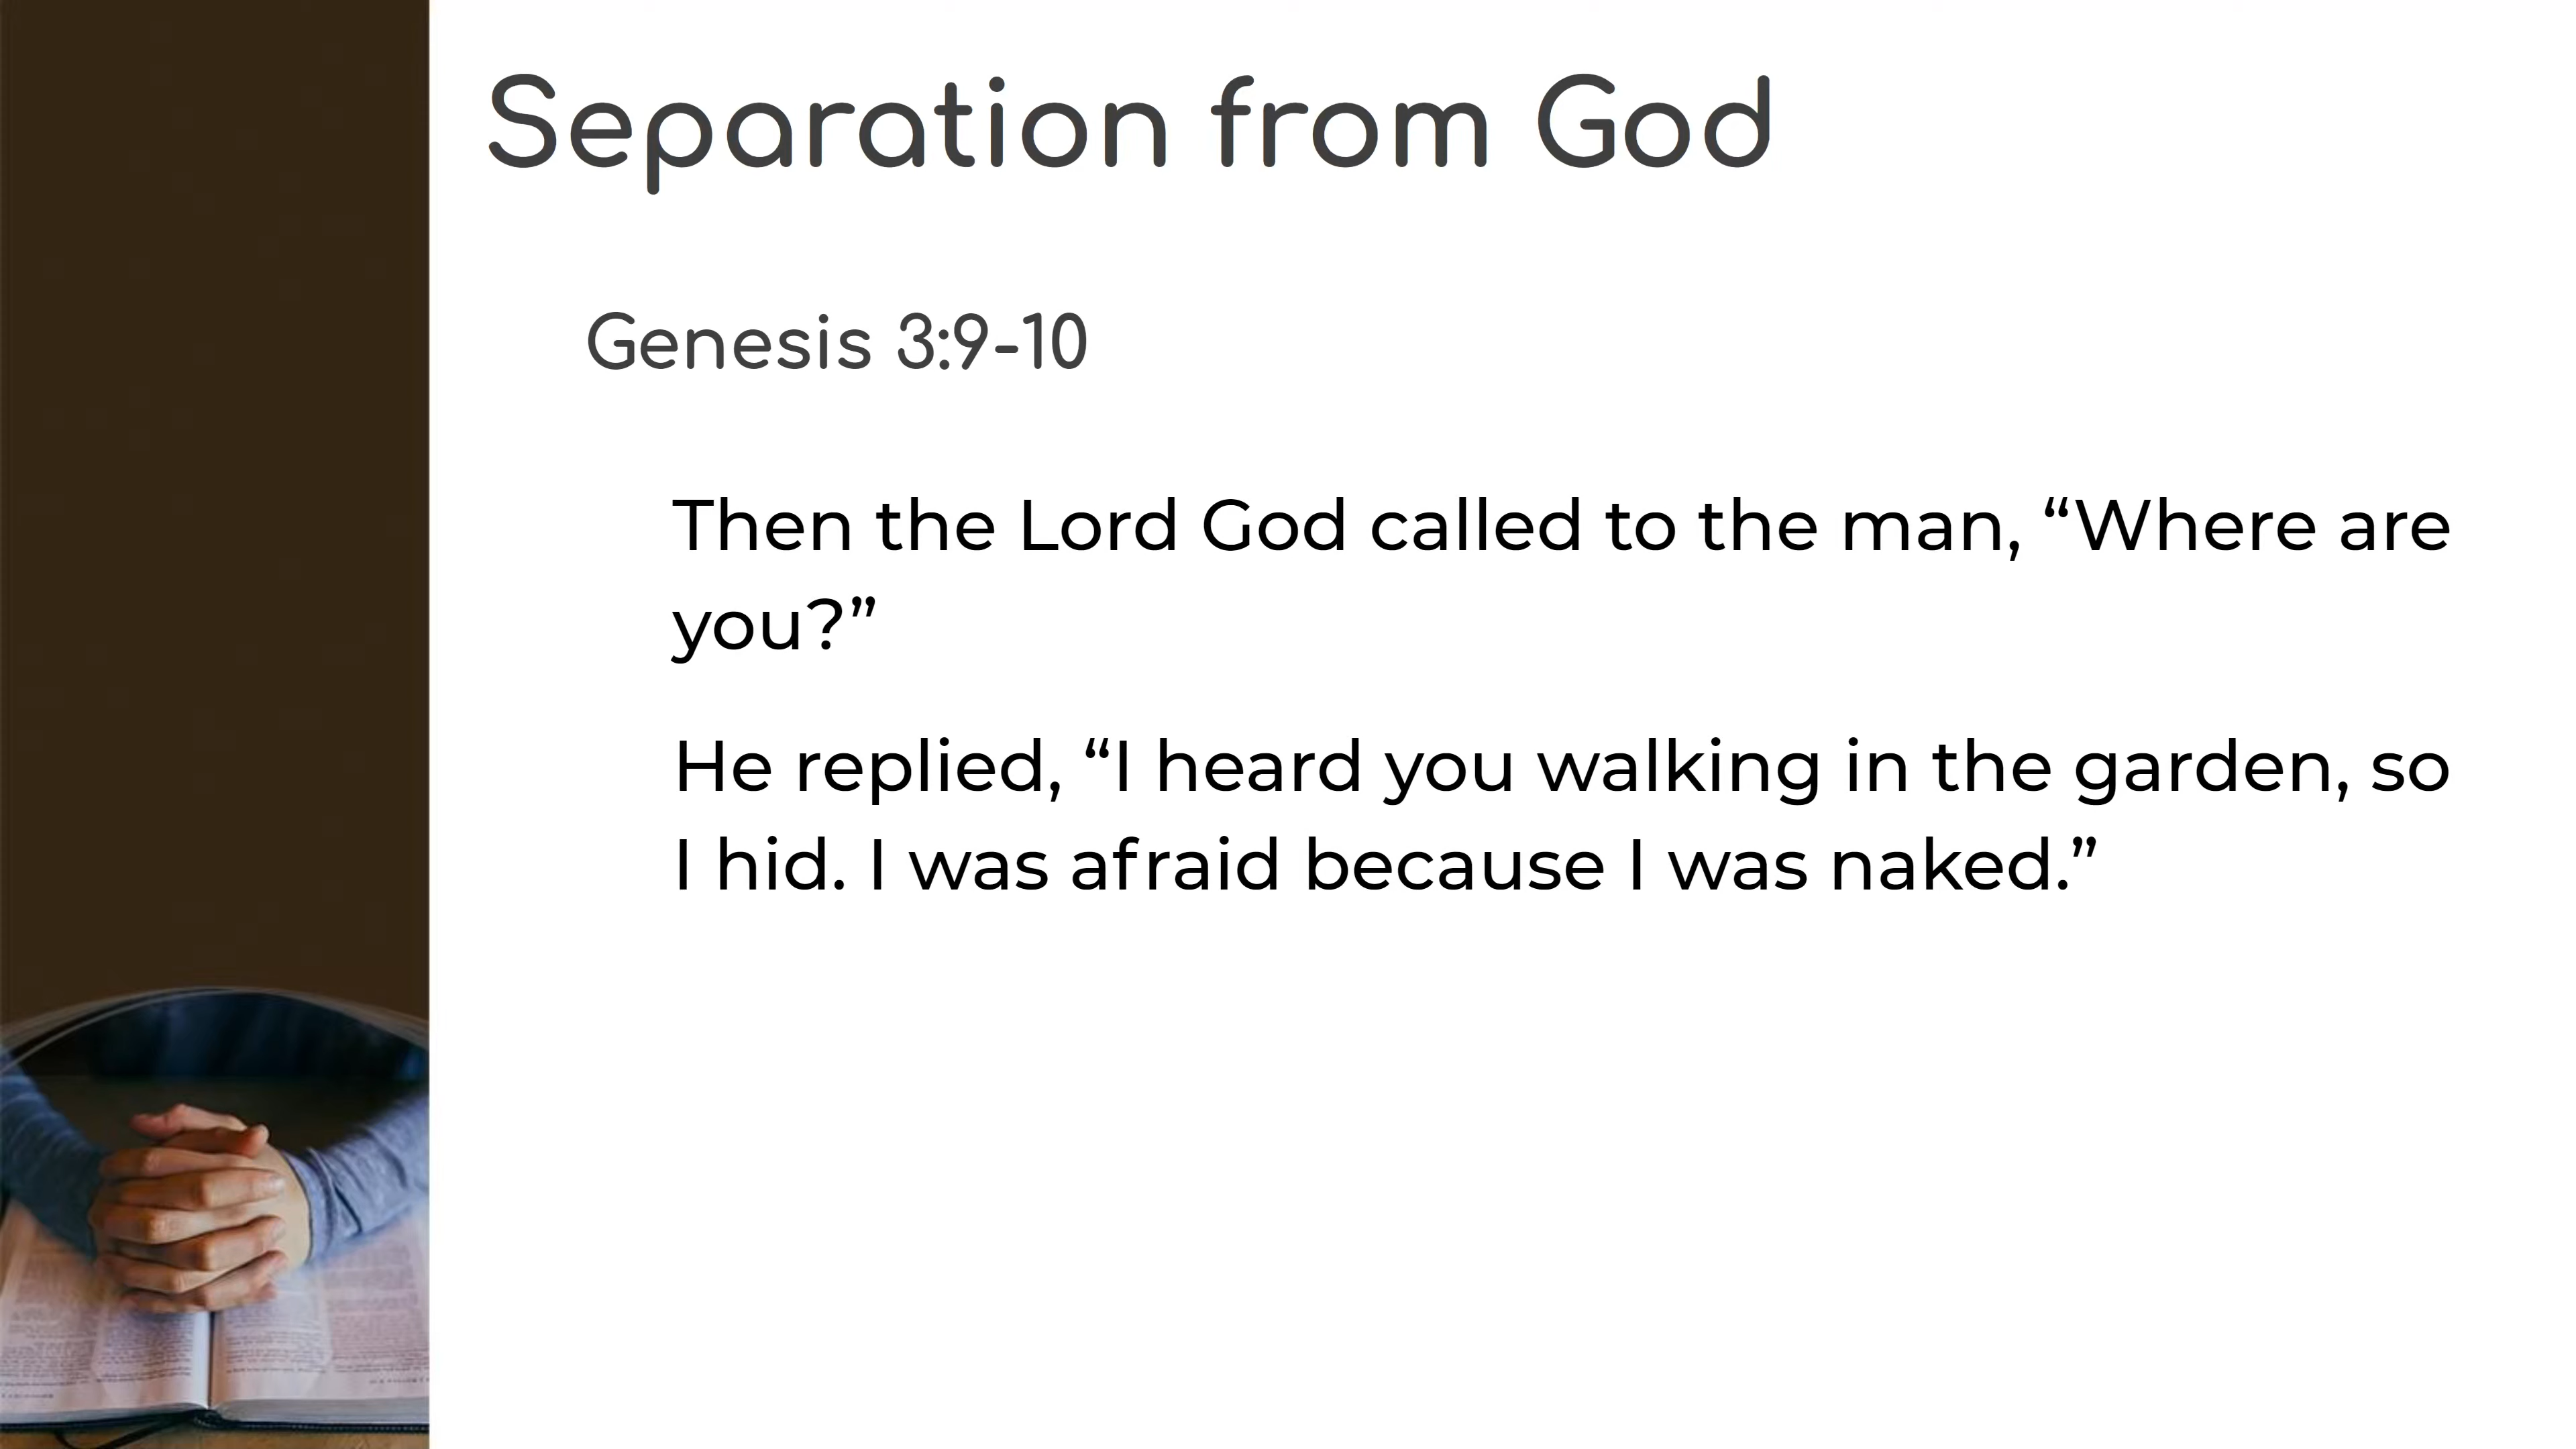 Separation from God
Genesis 3:9-10
Then the Lord God called to the man, “Where are
you?”
He replied, “I heard you walking in the garden, so
I hid. I was afraid because I was naked.”